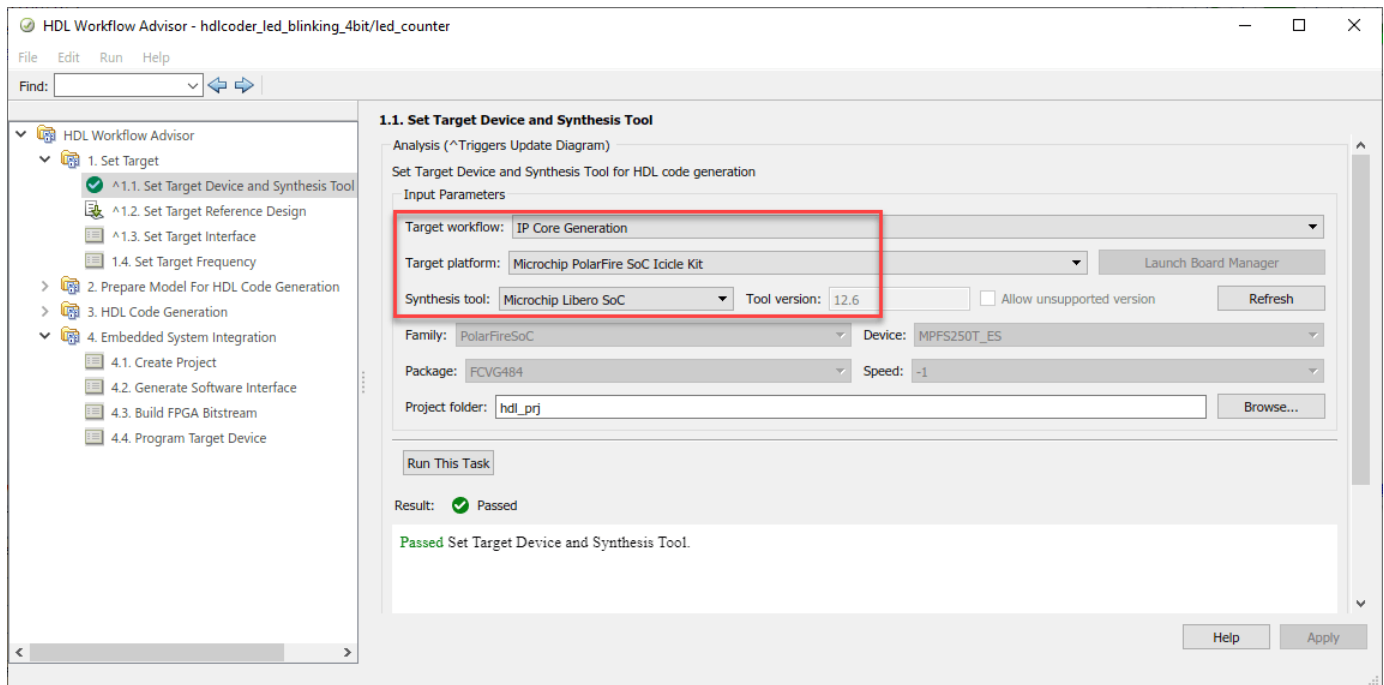 HDL Workflow Advisor - hdlcoder_led_blinking_4bit/led_counter
File Edit Run Help
Find:
HDL Workflow Advisor
1. Set Target
^1.1. Set Target Device and Synthesis Tool
^1.2. Set Target Reference Design
^1.3. Set Target Interface
1.4. Set Target Frequency
2. Prepare Model For HDL Code Generation
3. HDL Code Generation
4. Embedded System Integration
4.1. Create Project
4.2. Generate Software Interface
4.3. Build FPGA Bitstream
4.4. Program Target Device
1.1. Set Target Device and Synthesis Tool
Analysis (^Triggers Update Diagram)
Set Target Device and Synthesis Tool for HDL code generation
Input Parameters
Target workflow: IP Core Generation
Target platform: Microchip PolarFire SoC Icicle Kit Launch Board Manager
Synthesis tool: Microchip Libero SoC Tool version: 12.6 Allow unsupported version Refresh
Family: PolarFireSoC Device: MPFS250T_ES
Package: FCVG484 Speed: -1
Project folder: hdl_prj Browse...
Run This Task
Result: Passed
Passed Set Target Device and Synthesis Tool.
Help Apply